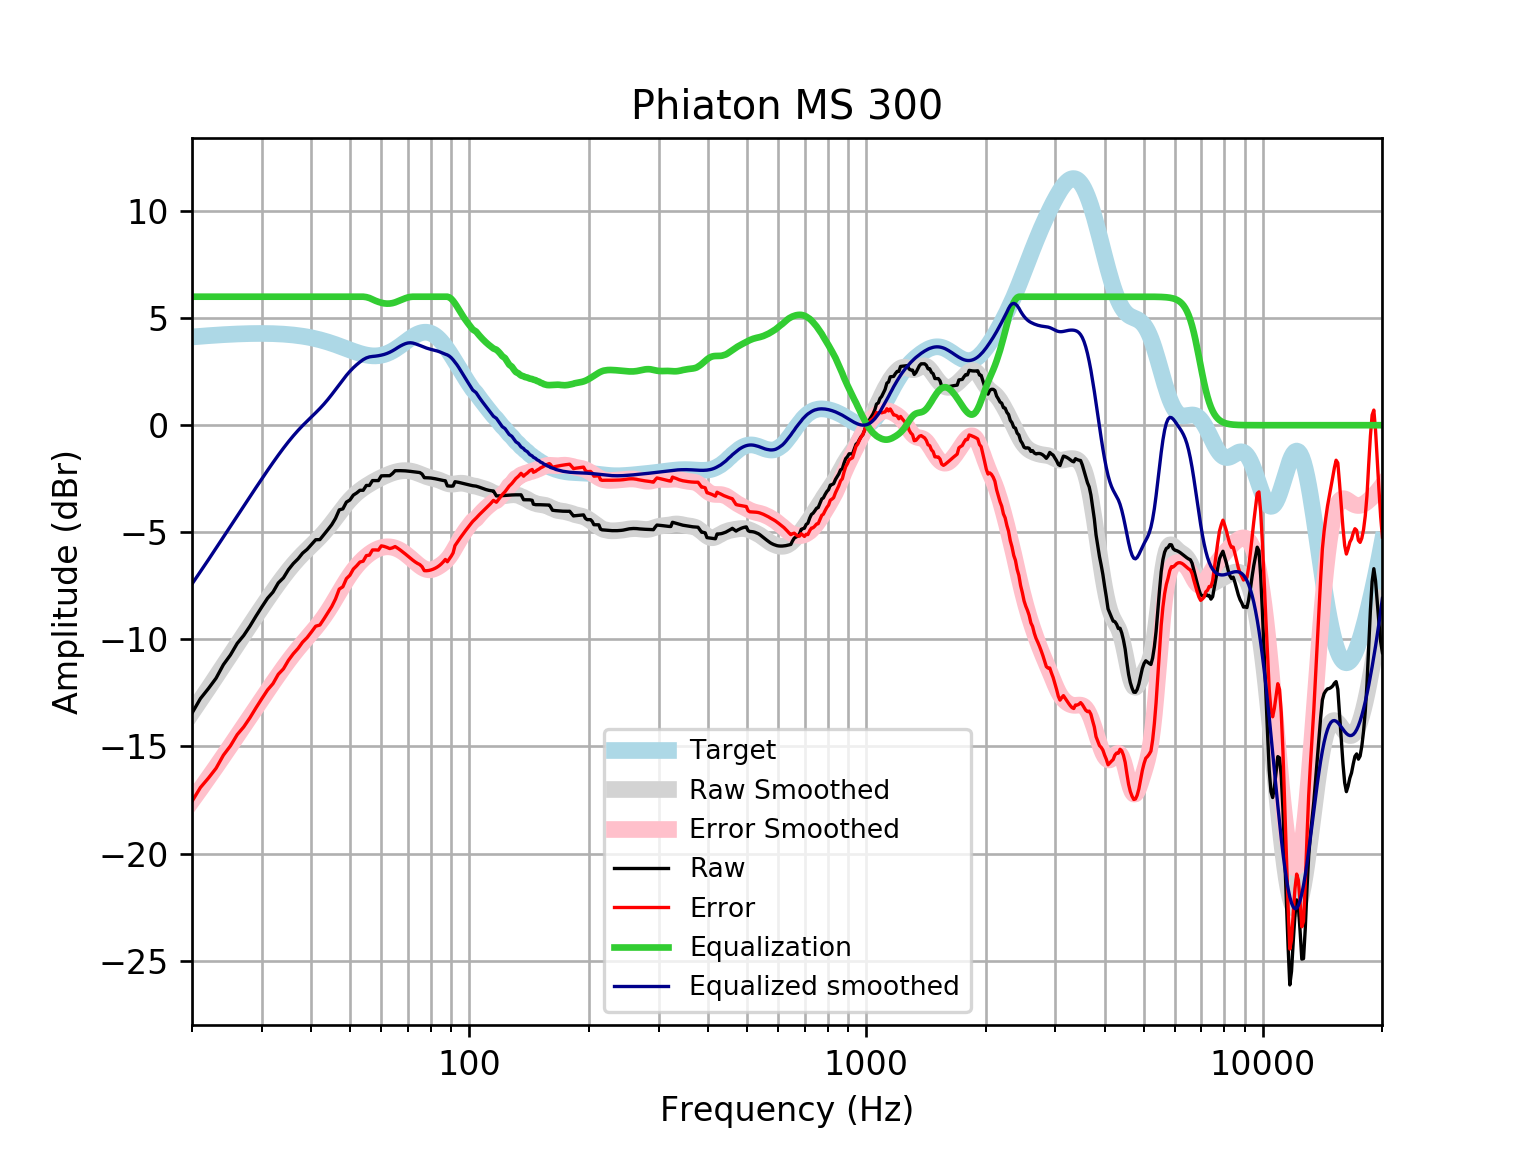 Phiaton MS 300
Amplitude (dBr)
10
5
0
−5
−10
−15
−20
−25
Target
Raw Smoothed
Error Smoothed
Raw
Error
Equalization
Equalized smoothed
100 1000 10000
Frequency (Hz)